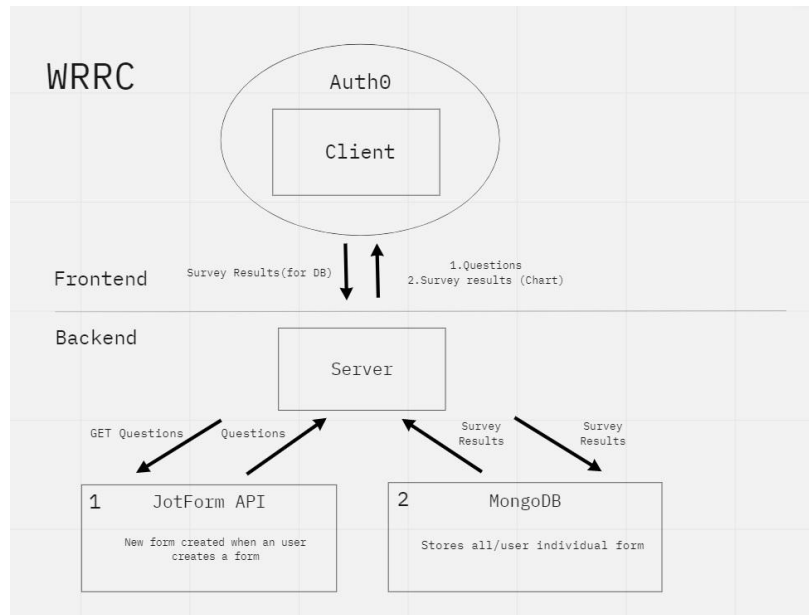 WRRC
Auth0
Client
Frontend
Survey Results(for DB)
1.Questions
2.Survey results (Chart)
Backend
Server
GET Questions
Questions
Survey
Results
Survey
Results
1
JotForm API
New form created when an user
creates a form
2
MongoDB
Stores all/user individual form